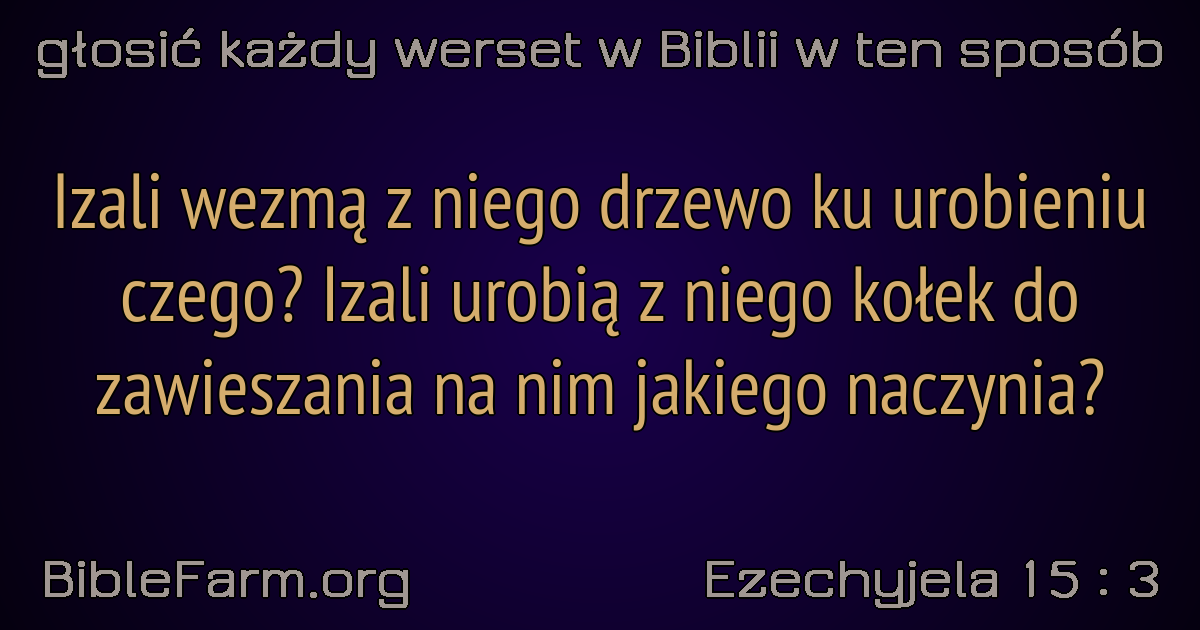 głosić każdy werset w Biblii w ten sposób
Izali wezmą z niego drzewo ku urobieniu
czego? Izali urobią z niego kołek do
zawieszania na nim jakiego naczynia?
BibleFarm.org
Ezechyjela 15 : 3